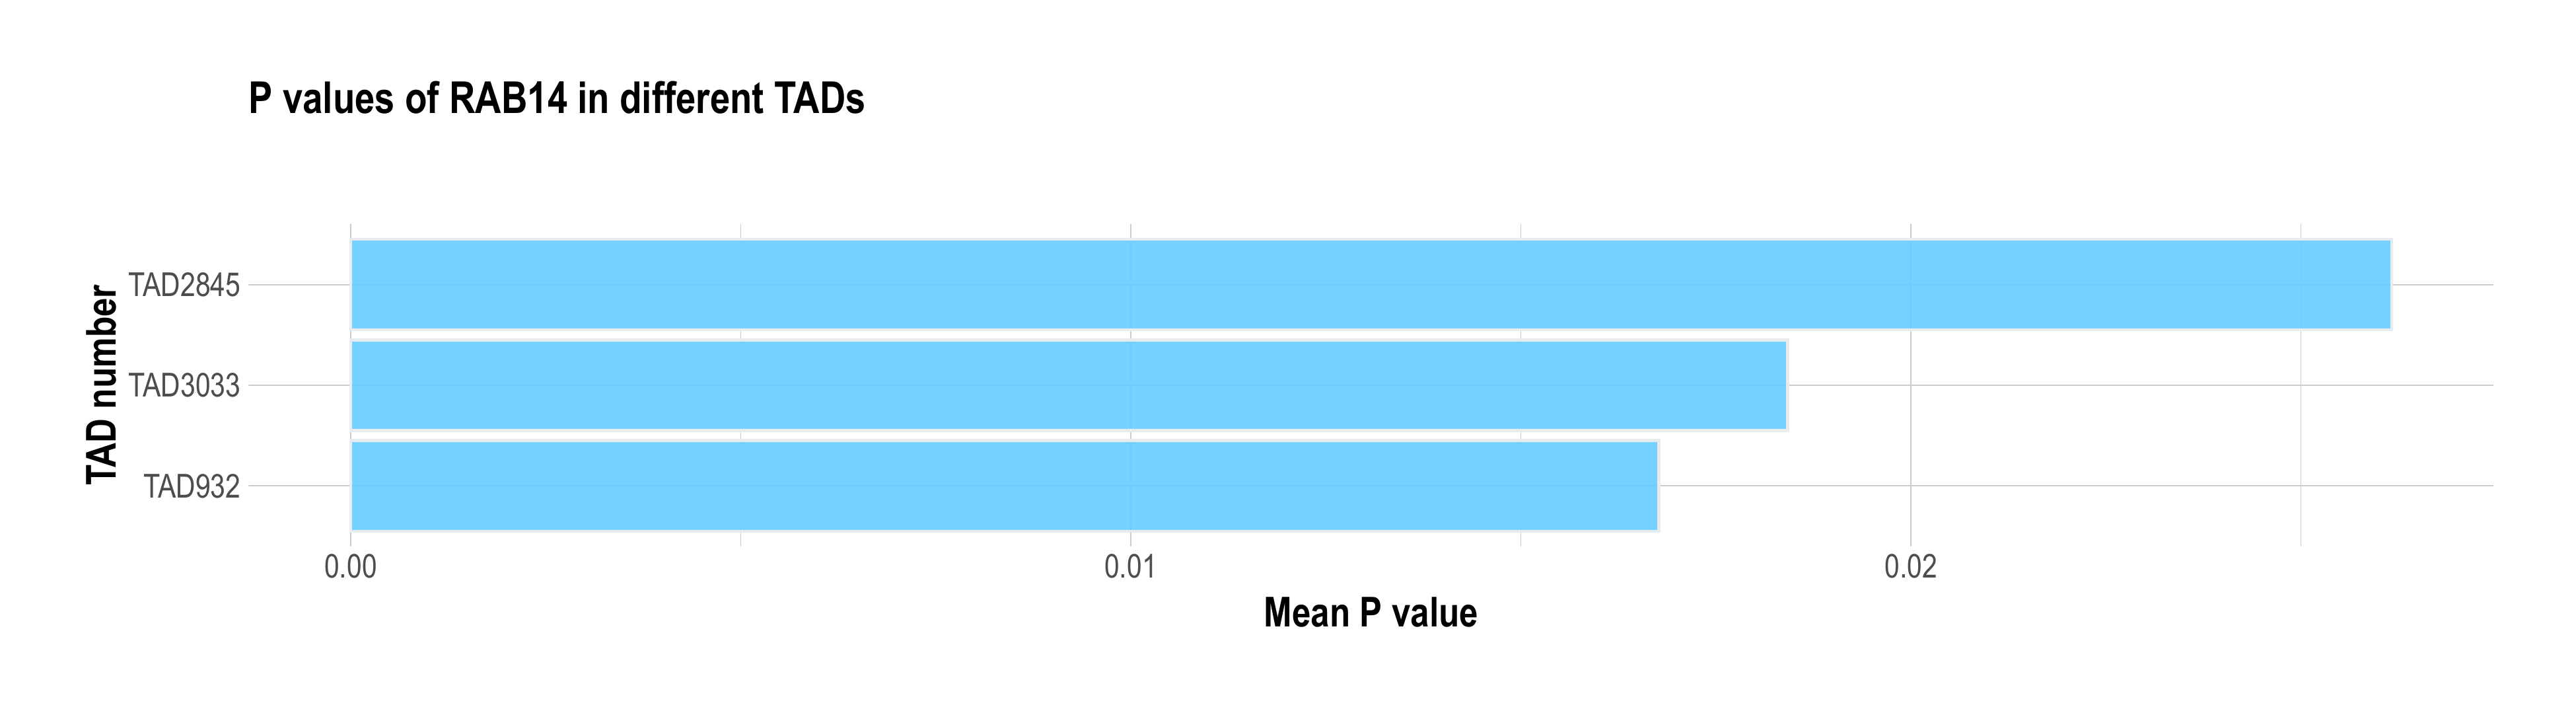 P values of RAB14 in different TADs
TAD number
TAD2845
TAD3033
TAD932
0.00
0.01
0.02
Mean P value